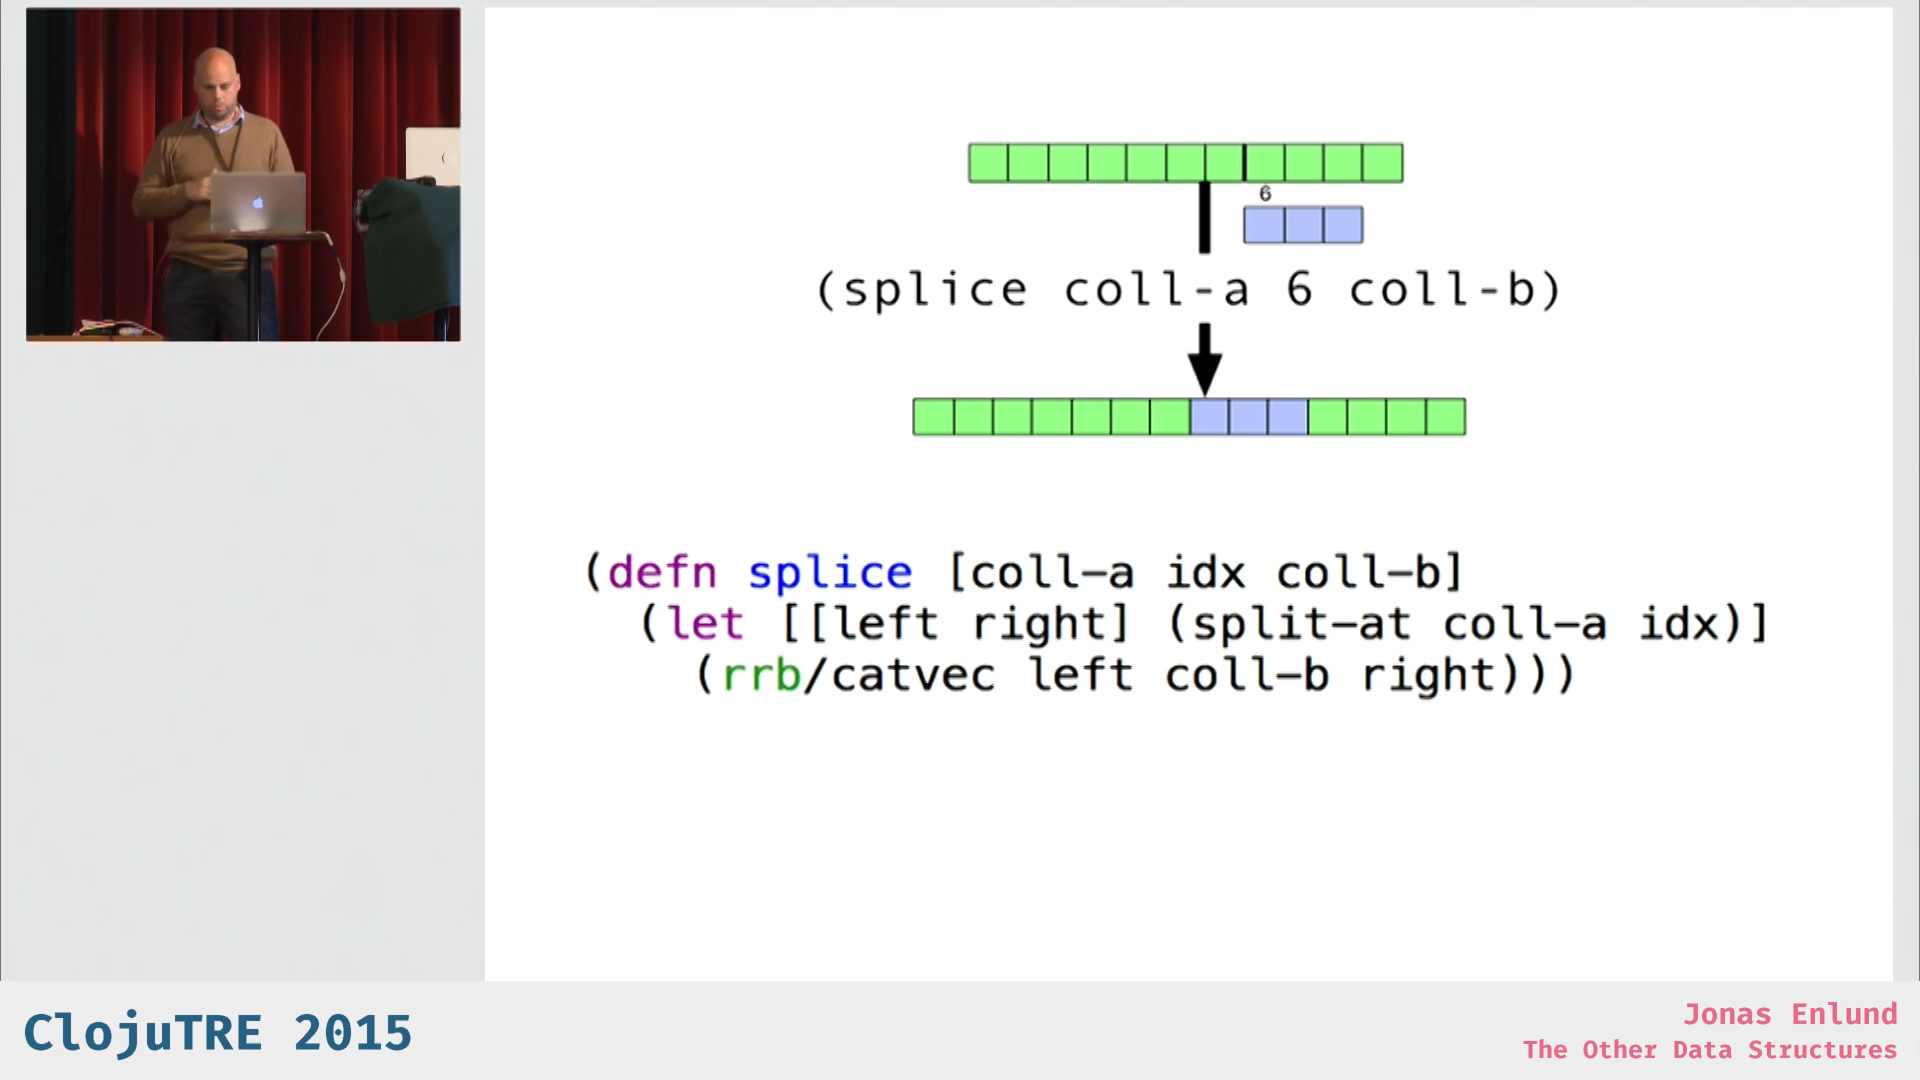 6
(splice coll-a 6 coll-b)
(defn splice [coll-a idx coll-b]
(let [[left right] (split-at coll-a idx)]
(rrb/catvec left coll-b right)))
ClojuTRE 2015
Jonas Enlund
The Other Data Structures